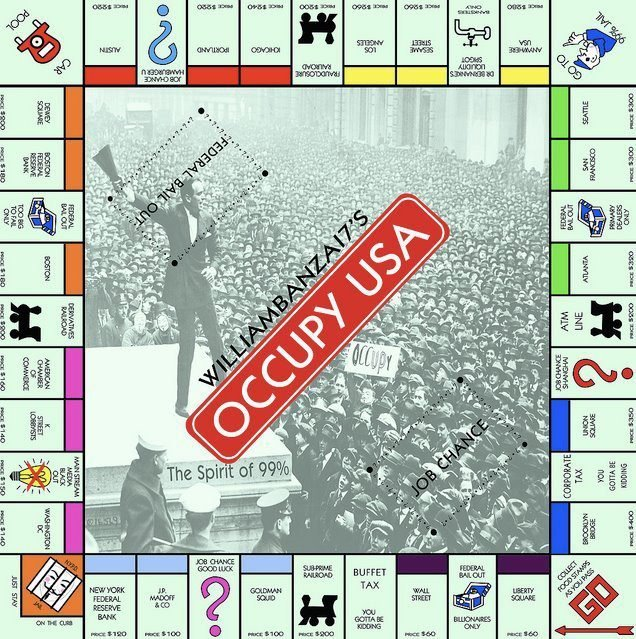 POOL
CAR
PRICE $220
AUSTIN
JOB CHANCE
HAMBURGER U
PRICE $220
PORTLAND
PRICE $240
CHICAGO
PRICE $200
FRAUDCLOSURE
RAILROAD
PRICE $260
LOS
ANGELES
PRICE $260
SESAME
STREET
BANKSTERS
ONLY
DR BERNANKE'S
LIQUIDITY
SPIGOT
PRICE $280
ANYWHERE
USA
GO TO
99% JAIL
PRICE $200
DEWEY
SQUARE
PRICE $180
BOSTON
FEDERAL
RESERVE
BANK
FEDERAL
BAIL OUT
TOO BIG
TO FAIL
ONLY
PRICE $180
BOSTON
PRICE $200
DERIVATIVES
RAILROAD
PRICE $160
AMERICAN
CHAMBER
OF
COMMERCE
PRICE $140
K
STREET
LOBBYISTS
PRICE $150
MAIN STREAM
MEDIA
BLACK
OUT
PRICE $140
WASHINGTON
DC
FEDERAL BAIL OUT
WILLIAMBANZAI7'S
OCCUPY USA
OCCUPY
The Spirit of 99%
JOB CHANCE
SEATTLE
PRICE $300
SAN
FRANCISCO
PRICE $300
FEDERAL
BAIL OUT
PRIMARY
DEALERS
ONLY
ATLANTA
PRICE $320
ATM
LINE
PRICE $200
JOB CHANCE
SHANGHAI
UNION
SQUARE
PRICE $350
CORPORATE
TAX
YOU
GOTTA BE
KIDDING
BROOKLYN
BRIDGE
PRICE $400
JUST STAY
JAIL
ON THE CURB
NEW YORK
FEDERAL
RESERVE
BANK
PRICE $120
J.P.
MADOFF
& CO
PRICE $100
JOB CHANCE
GOOD LUCK
GOLDMAN
SQUID
PRICE $100
SUB-PRIME
RAILROAD
PRICE $200
BUFFET
TAX
YOU
GOTTA BE
KIDDING
WALL
STREET
PRICE $60
FEDERAL
BAIL OUT
BILLIONAIRES
ONLY
LIBERTY
SQUARE
PRICE $60
COLLECT
FOOD STAMPS
AS YOU PASS
GO